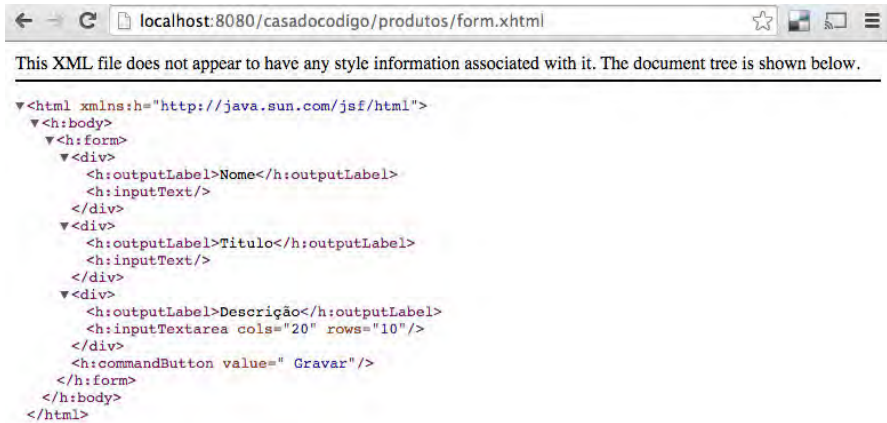 localhost:8080/casadocodigo/produtos/form.xhtml
This XML file does not appear to have any style information associated with it. The document tree is shown below.
▼<html xmlns:h="http://java.sun.com/jsf/html">
▼<h:body>
▼<h:form>
▼<div>
<h:outputLabel>Nome</h:outputLabel>
<h:inputText/>
</div>
▼<div>
<h:outputLabel>Titulo</h:outputLabel>
<h:inputText/>
</div>
▼<div>
<h:outputLabel>Descrição</h:outputLabel>
<h:inputTextarea cols="20" rows="10"/>
</div>
<h:commandButton value=" Gravar"/>
</h:form>
</h:body>
</html>